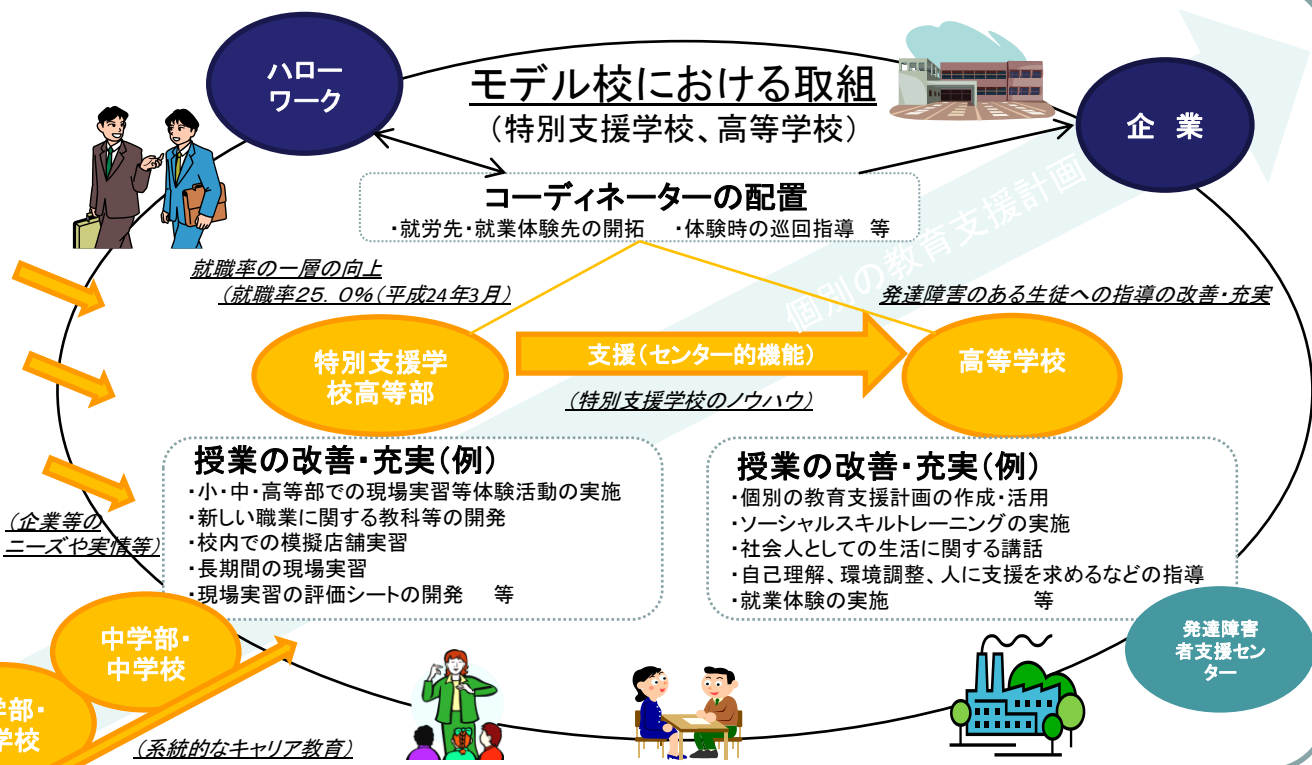 ハロー
ワーク
モデル校における取組
（特別支援学校、高等学校）
企　業
コーディネーターの配置
・就労先・就業体験先の開拓　・体験時の巡回指導　等
個別の教育支援計画
就職率の一層の向上
（就職率２５．０％（平成24年3月）
発達障害のある生徒への指導の改善・充実
特別支援学
校高等部
支援（センター的機能）
高等学校
（特別支援学校のノウハウ）
授業の改善・充実（例）
・小・中・高等部での現場実習等体験活動の実施
・新しい職業に関する教科等の開発
・校内での模擬店舗実習
・長期間の現場実習
・現場実習の評価シートの開発　等
授業の改善・充実（例）
・個別の教育支援計画の作成・活用
・ソーシャルスキルトレーニングの実施
・社会人としての生活に関する講話
・自己理解、環境調整、人に支援を求めるなどの指導
・就業体験の実施　　　　　　　等
（企業等の
ニーズや実情等）
中学部・
中学校
学部・
学校
（系統的なキャリア教育）
発達障害
者支援セン
ター